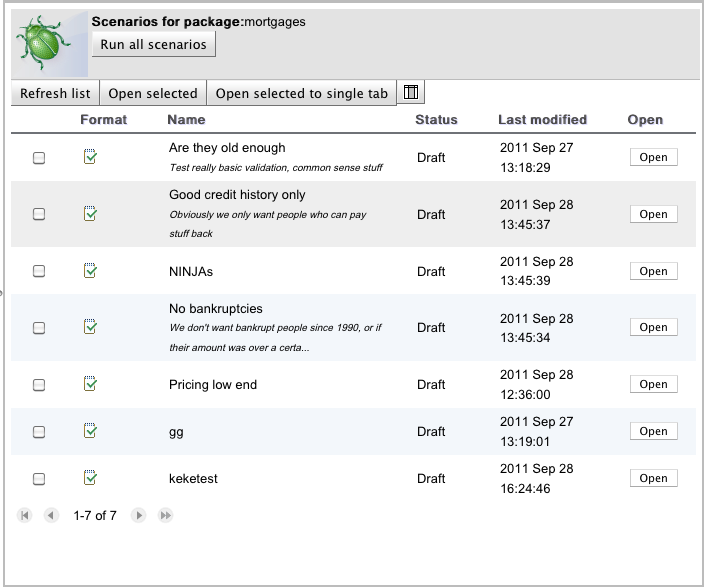 Scenarios for package:mortgages
Run all scenarios
Refresh list Open selected Open selected to single tab
Format Name Status Last modified Open
Are they old enough
Test really basic validation, common sense stuff
Draft
2011 Sep 27
13:18:29
Open
Good credit history only
Obviously we only want people who can pay
stuff back
Draft
2011 Sep 28
13:45:37
Open
NINJAs
Draft
2011 Sep 28
13:45:39
Open
No bankruptcies
We don't want bankrupt people since 1990, or if
their amount was over a certa...
Draft
2011 Sep 28
13:45:34
Open
Pricing low end
Draft
2011 Sep 28
12:36:00
Open
gg
Draft
2011 Sep 27
13:19:01
Open
keketest
Draft
2011 Sep 28
16:24:46
Open
1-7 of 7